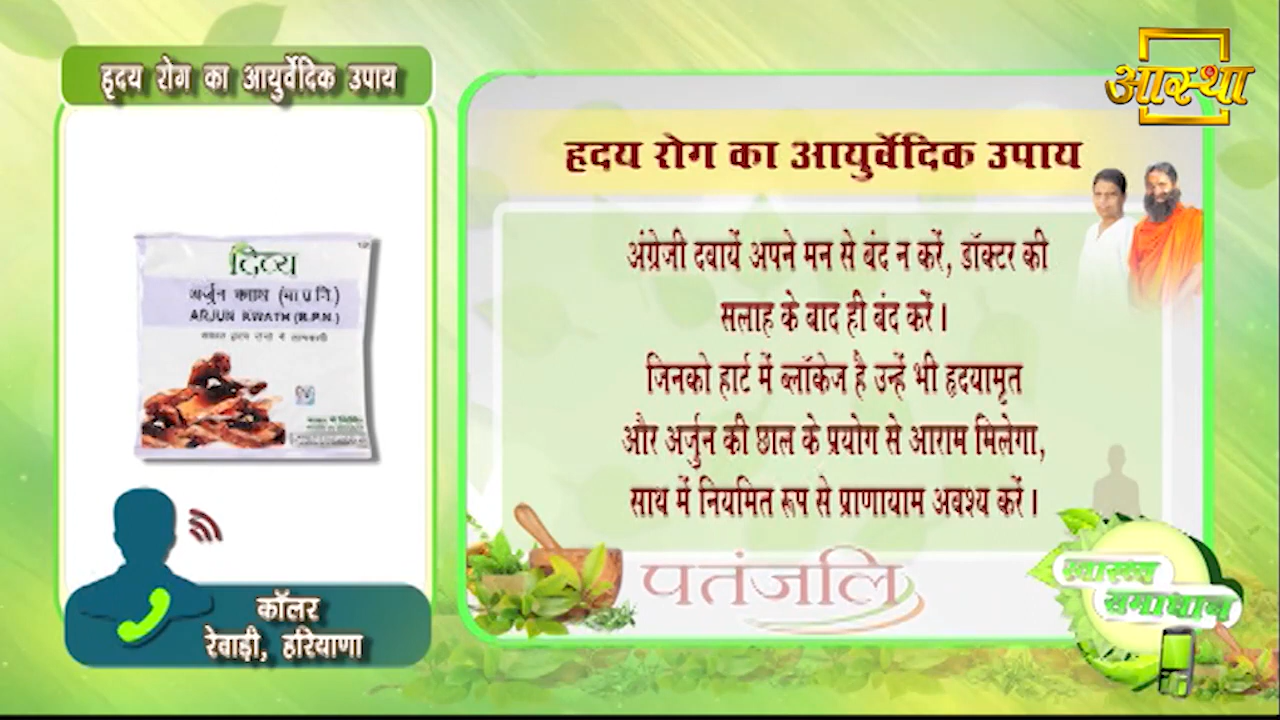 हृदय रोग का आयुर्वेदिक उपाय
आस्था
हृदय रोग का आयुर्वेदिक उपाय
अंग्रेजी दवायें अपने मन से बंद न करें, डॉक्टर की
सलाह के बाद ही बंद करें।
जिनको हार्ट में ब्लॉकेज है उन्हें भी हृदयामृत
और अर्जुन की छाल के प्रयोग से आराम मिलेगा,
साथ में नियमित रूप से प्राणायाम अवश्य करें।
दिव्य
अर्जुन क्वाथ
ARJUN KWATH
कॉलर
रेवाड़ी, हरियाणा
पतंजलि
स्वास्थ्य
समाधान